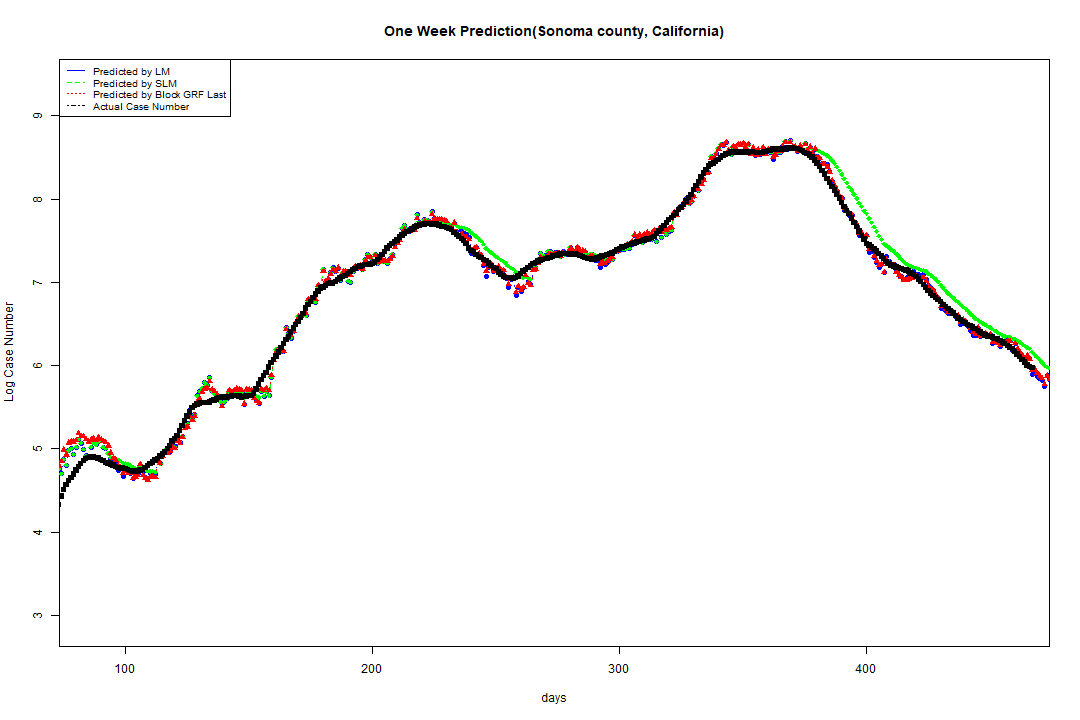 One Week Prediction(Sonoma county, California)
Predicted by LM
Predicted by SLM
Predicted by Block GRF Last
Actual Case Number
9
8
7
6
5
4
3
Log Case Number
100 200 300 400
days